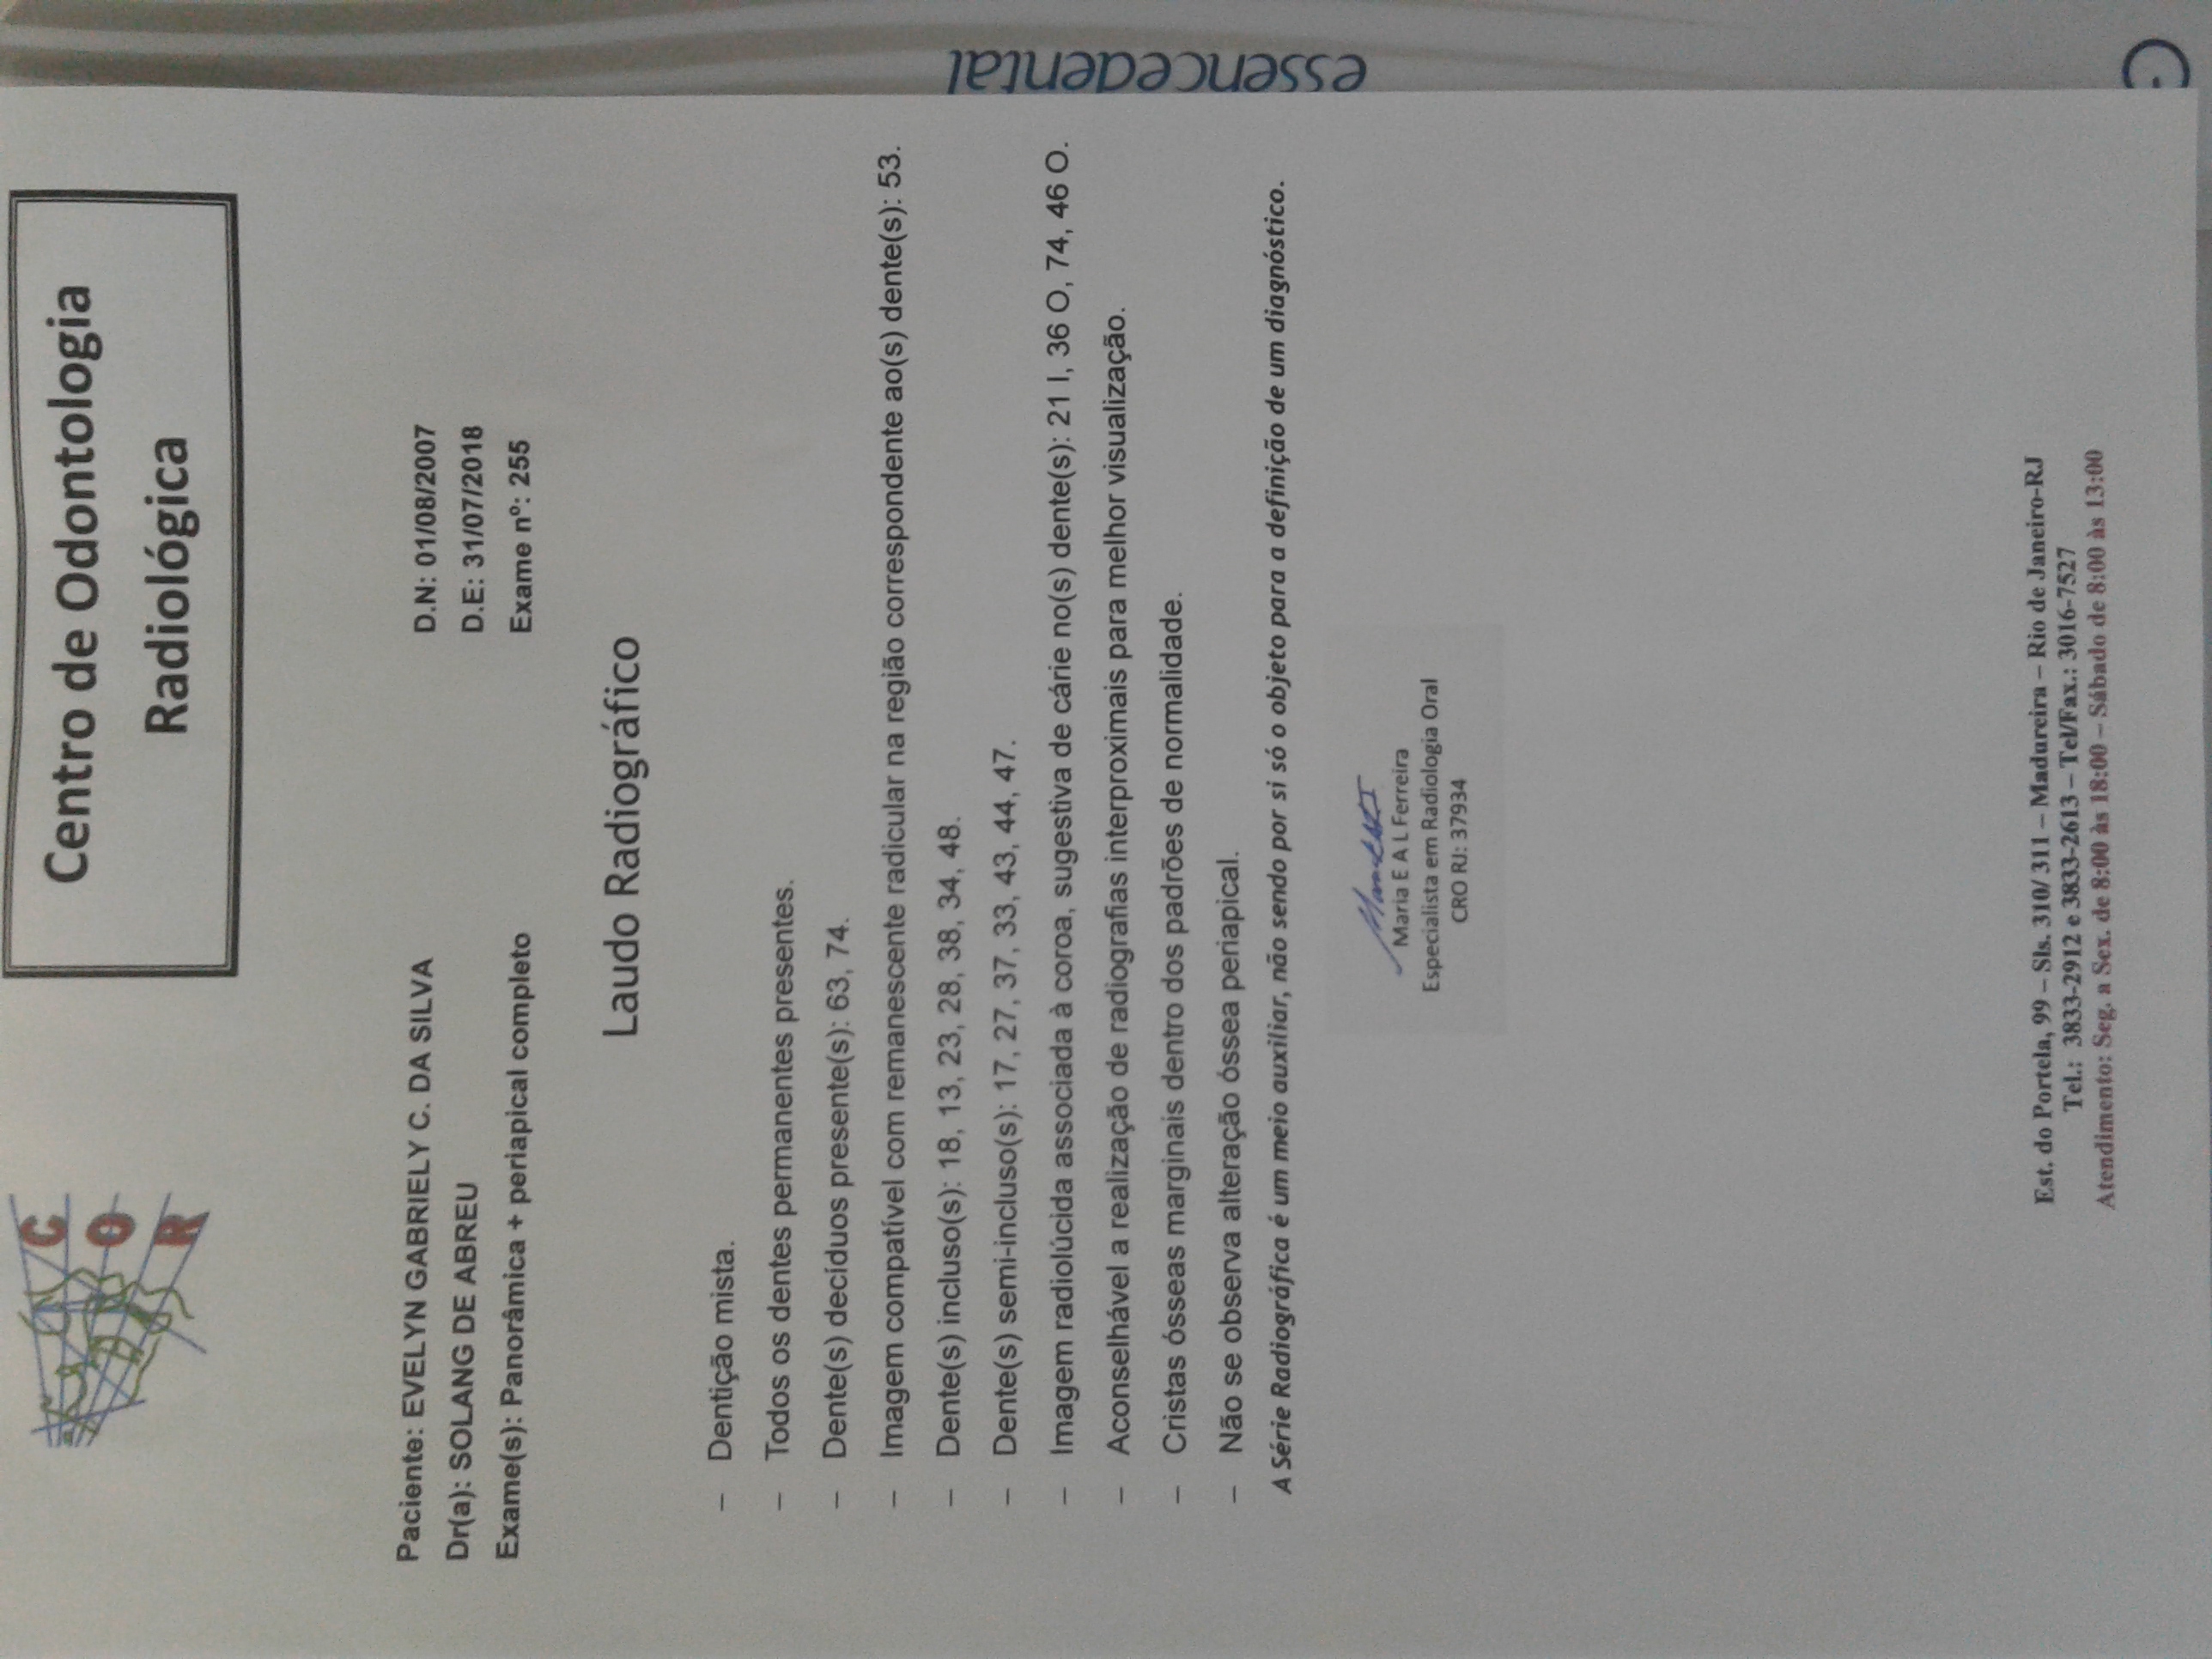 C
O
R
Centro de Odontologia
Radiológica
Paciente: EVELYN GABRIELY C. DA SILVA D.N: 01/08/2007
Dr(a): SOLANG DE ABREU D.E: 31/07/2018
Exame(s): Panorâmica + periapical completo Exame nº: 255
Laudo Radiográfico
– Dentição mista.
– Todos os dentes permanentes presentes.
– Dente(s) decíduos presente(s): 63, 74.
– Imagem compatível com remanescente radicular na região correspondente ao(s) dente(s): 53.
– Dente(s) incluso(s): 18, 13, 23, 28, 38, 34, 48.
– Dente(s) semi-incluso(s): 17, 27, 37, 33, 43, 44, 47.
– Imagem radiolúcida associada à coroa, sugestiva de cárie no(s) dente(s): 21 I, 36 O, 74, 46 O.
– Aconselhável a realização de radiografias interproximais para melhor visualização.
– Cristas ósseas marginais dentro dos padrões de normalidade.
– Não se observa alteração óssea periapical.
A Série Radiográfica é um meio auxiliar, não sendo por si só o objeto para a definição de um diagnóstico.
Maria E A L Ferreira
Especialista em Radiologia Oral
CRO RJ: 37934
Est. do Portela, 99 – Sls. 310/ 311 – Madureira – Rio de Janeiro-RJ
Tel.: 3833-2912 e 3833-2613 – Tel/Fax.: 3016-7527
Atendimento: Seg. a Sex. de 8:00 às 18:00 – Sábado de 8:00 às 13:00
essencedental